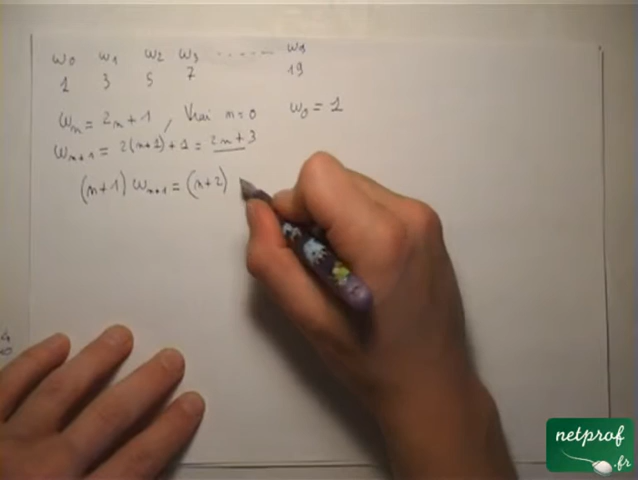 w₀ w₁ w₂ w₃ ........ w₉
1 3 5 7 19
wₙ = 2n + 1 / Vrai n = 0 w₀ = 1
wₙ₊₁ = 2(n+1) + 1 = 2n + 3
(n+1) wₙ₊₁ = (n+2)
netprof
.fr